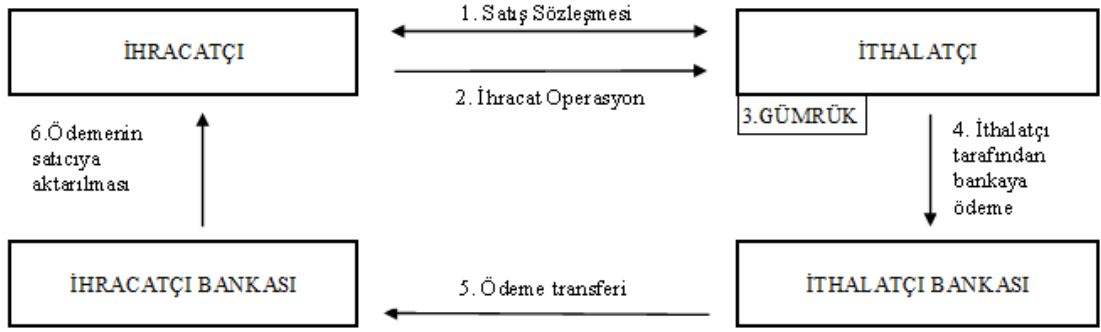 1. Satış Sözleşmesi
İHRACATÇI
İTHALATÇI
2. İhracat Operasyon
3.GÜMRÜK
6.Ödemenin
satıcıya
aktarılması
4. İthalatçı
tarafından
bankaya
ödeme
İHRACATÇI BANKASI
5. Ödeme transferi
İTHALATÇI BANKASI